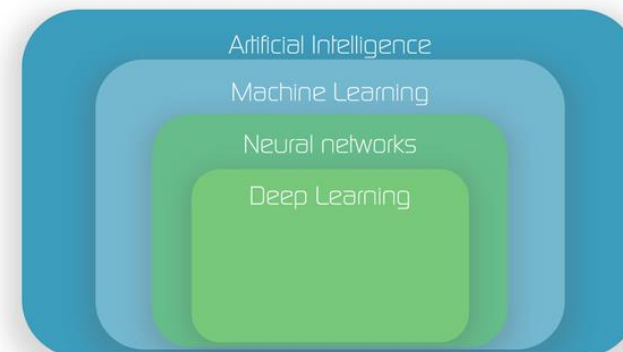 Artificial Intelligence
Machine Learning
Neural networks
Deep Learning